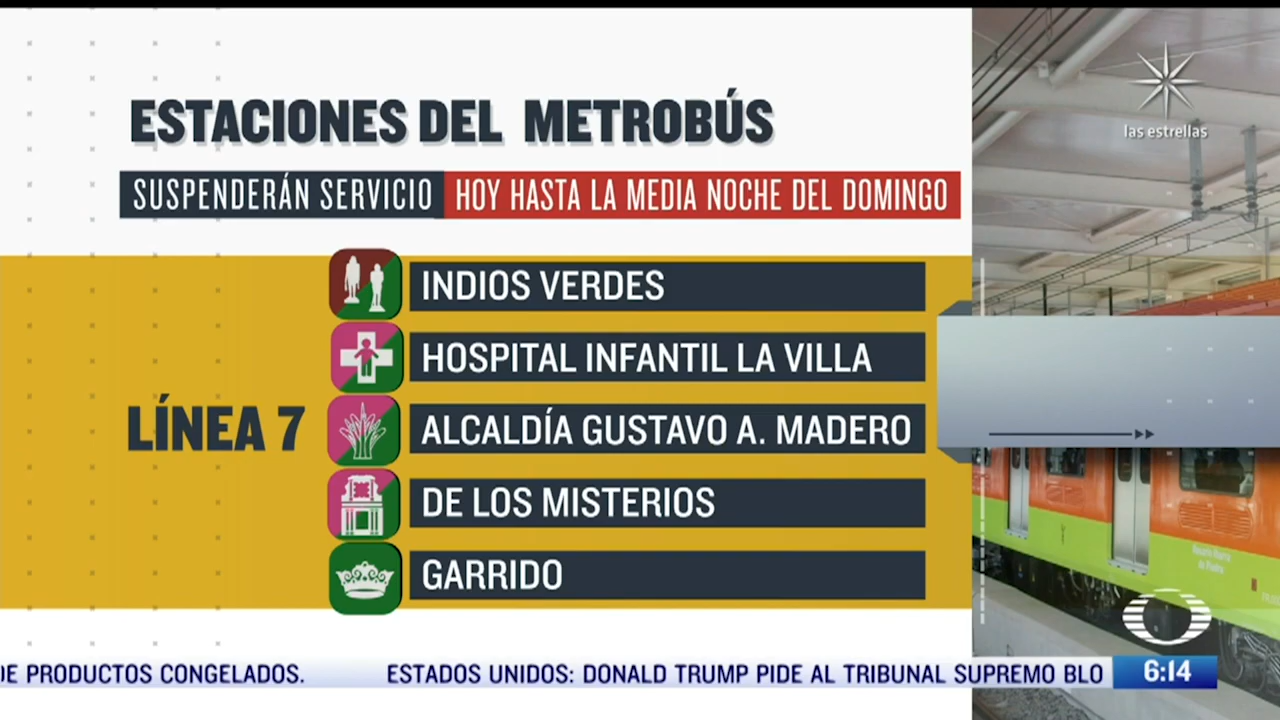 ESTACIONES DEL METROBÚS
las estrellas
SUSPENDERÁN SERVICIO HOY HASTA LA MEDIA NOCHE DEL DOMINGO
INDIOS VERDES
HOSPITAL INFANTIL LA VILLA
LÍNEA 7
ALCALDÍA GUSTAVO A. MADERO
DE LOS MISTERIOS
GARRIDO
DE PRODUCTOS CONGELADOS. ESTADOS UNIDOS: DONALD TRUMP PIDE AL TRIBUNAL SUPREMO BLO
6:14